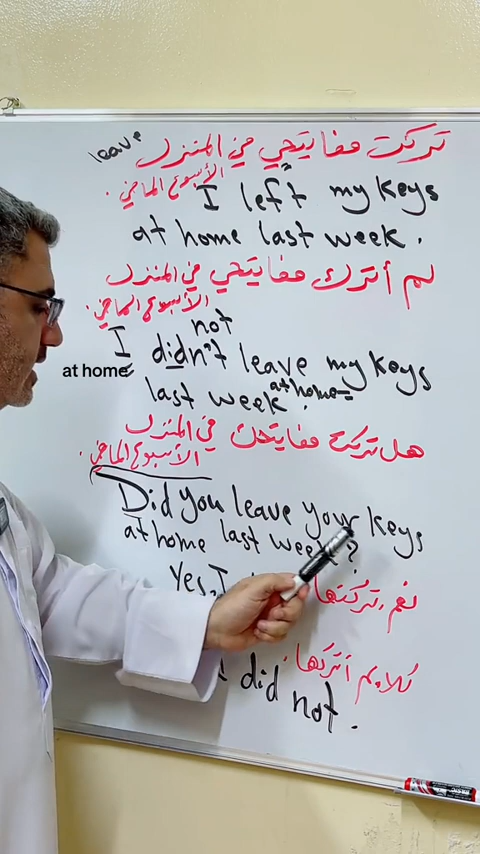 تركت مفاتيحي في المنزل
leave
الأسبوع الماضي.
I left my keys
at home last week.
لم أترك مفاتيحي في المنزل
الأسبوع الماضي.
not
I didn't leave my keys
at home
last week.
at home
هل تركت مفاتيحك في المنزل
الأسبوع الماضي.
Did you leave your keys
at home last week?
Yes, I
نعم، تركتها
كلا، لم أتركها.
I did not.